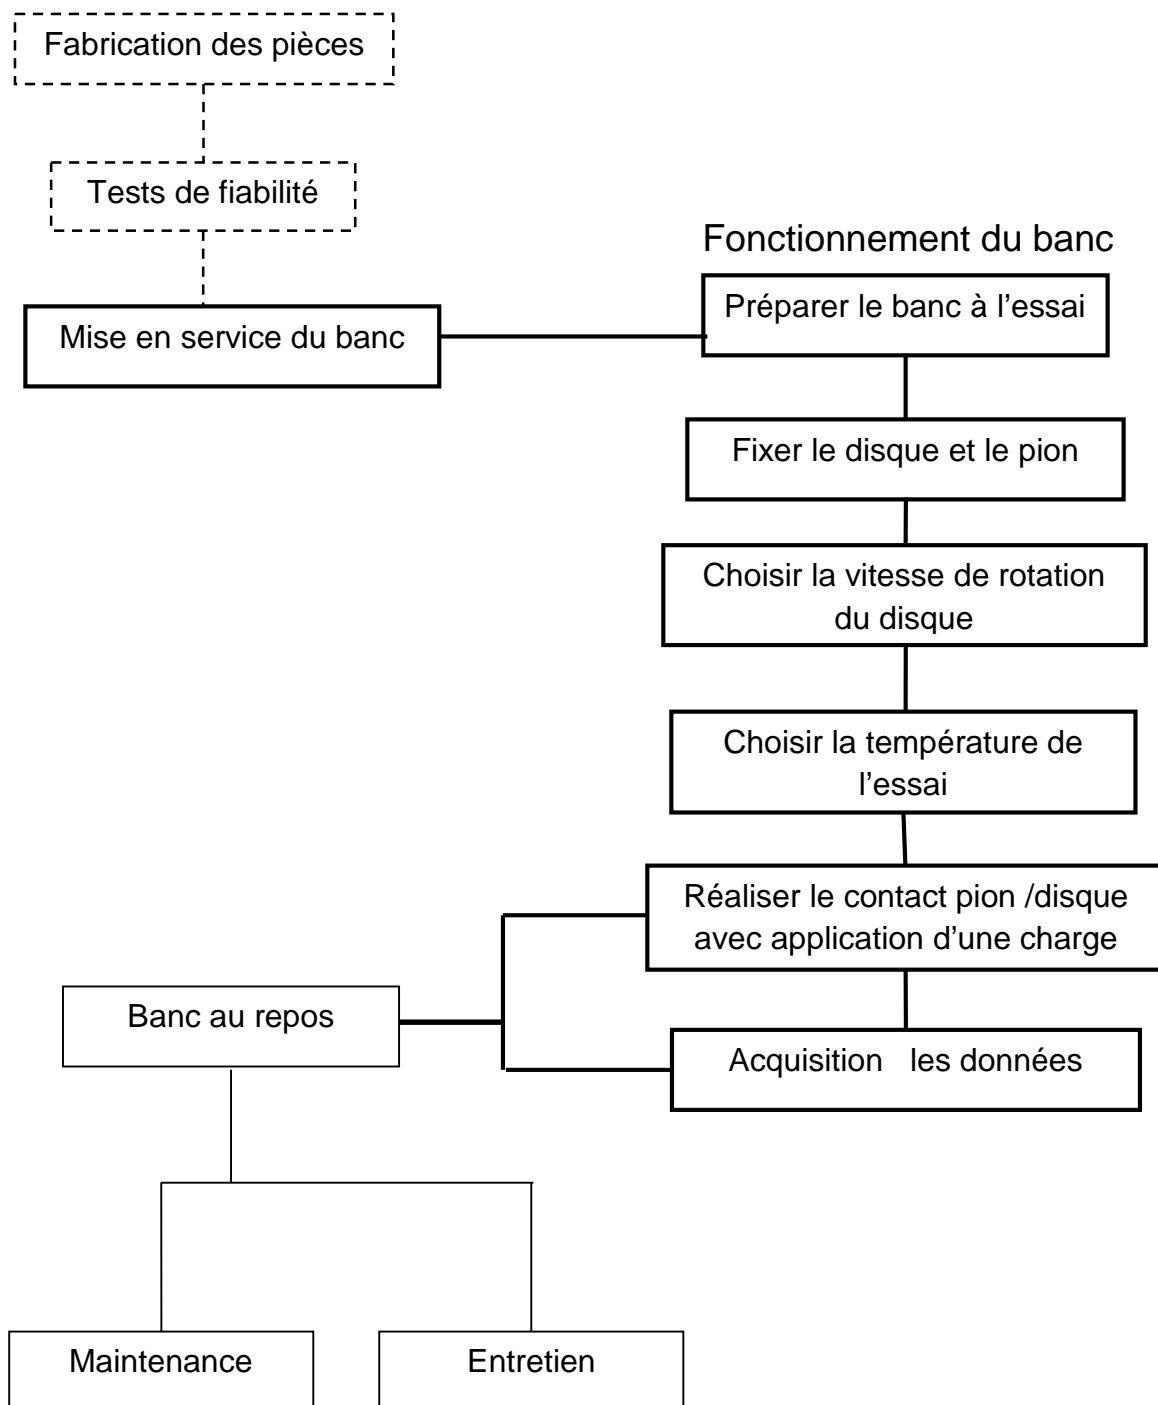 Fabrication des pièces
Tests de fiabilité
Mise en service du banc
Fonctionnement du banc
Préparer le banc à l’essai
Fixer le disque et le pion
Choisir la vitesse de rotation
du disque
Choisir la température de
l’essai
Réaliser le contact pion /disque
avec application d’une charge
Acquisition les données
Banc au repos
Maintenance
Entretien